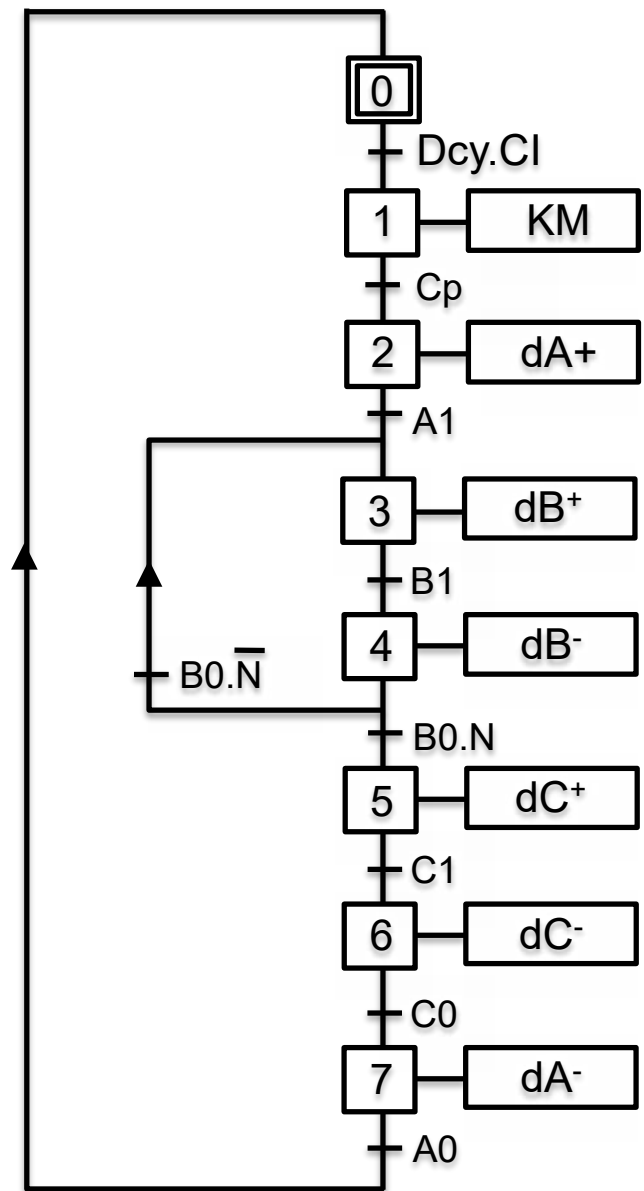 0
Dcy.CI
1 KM
Cp
2 dA+
A1
3 dB⁺
B1
4 dB⁻
B0.N̅
B0.N
5 dC⁺
C1
6 dC⁻
C0
7 dA⁻
A0